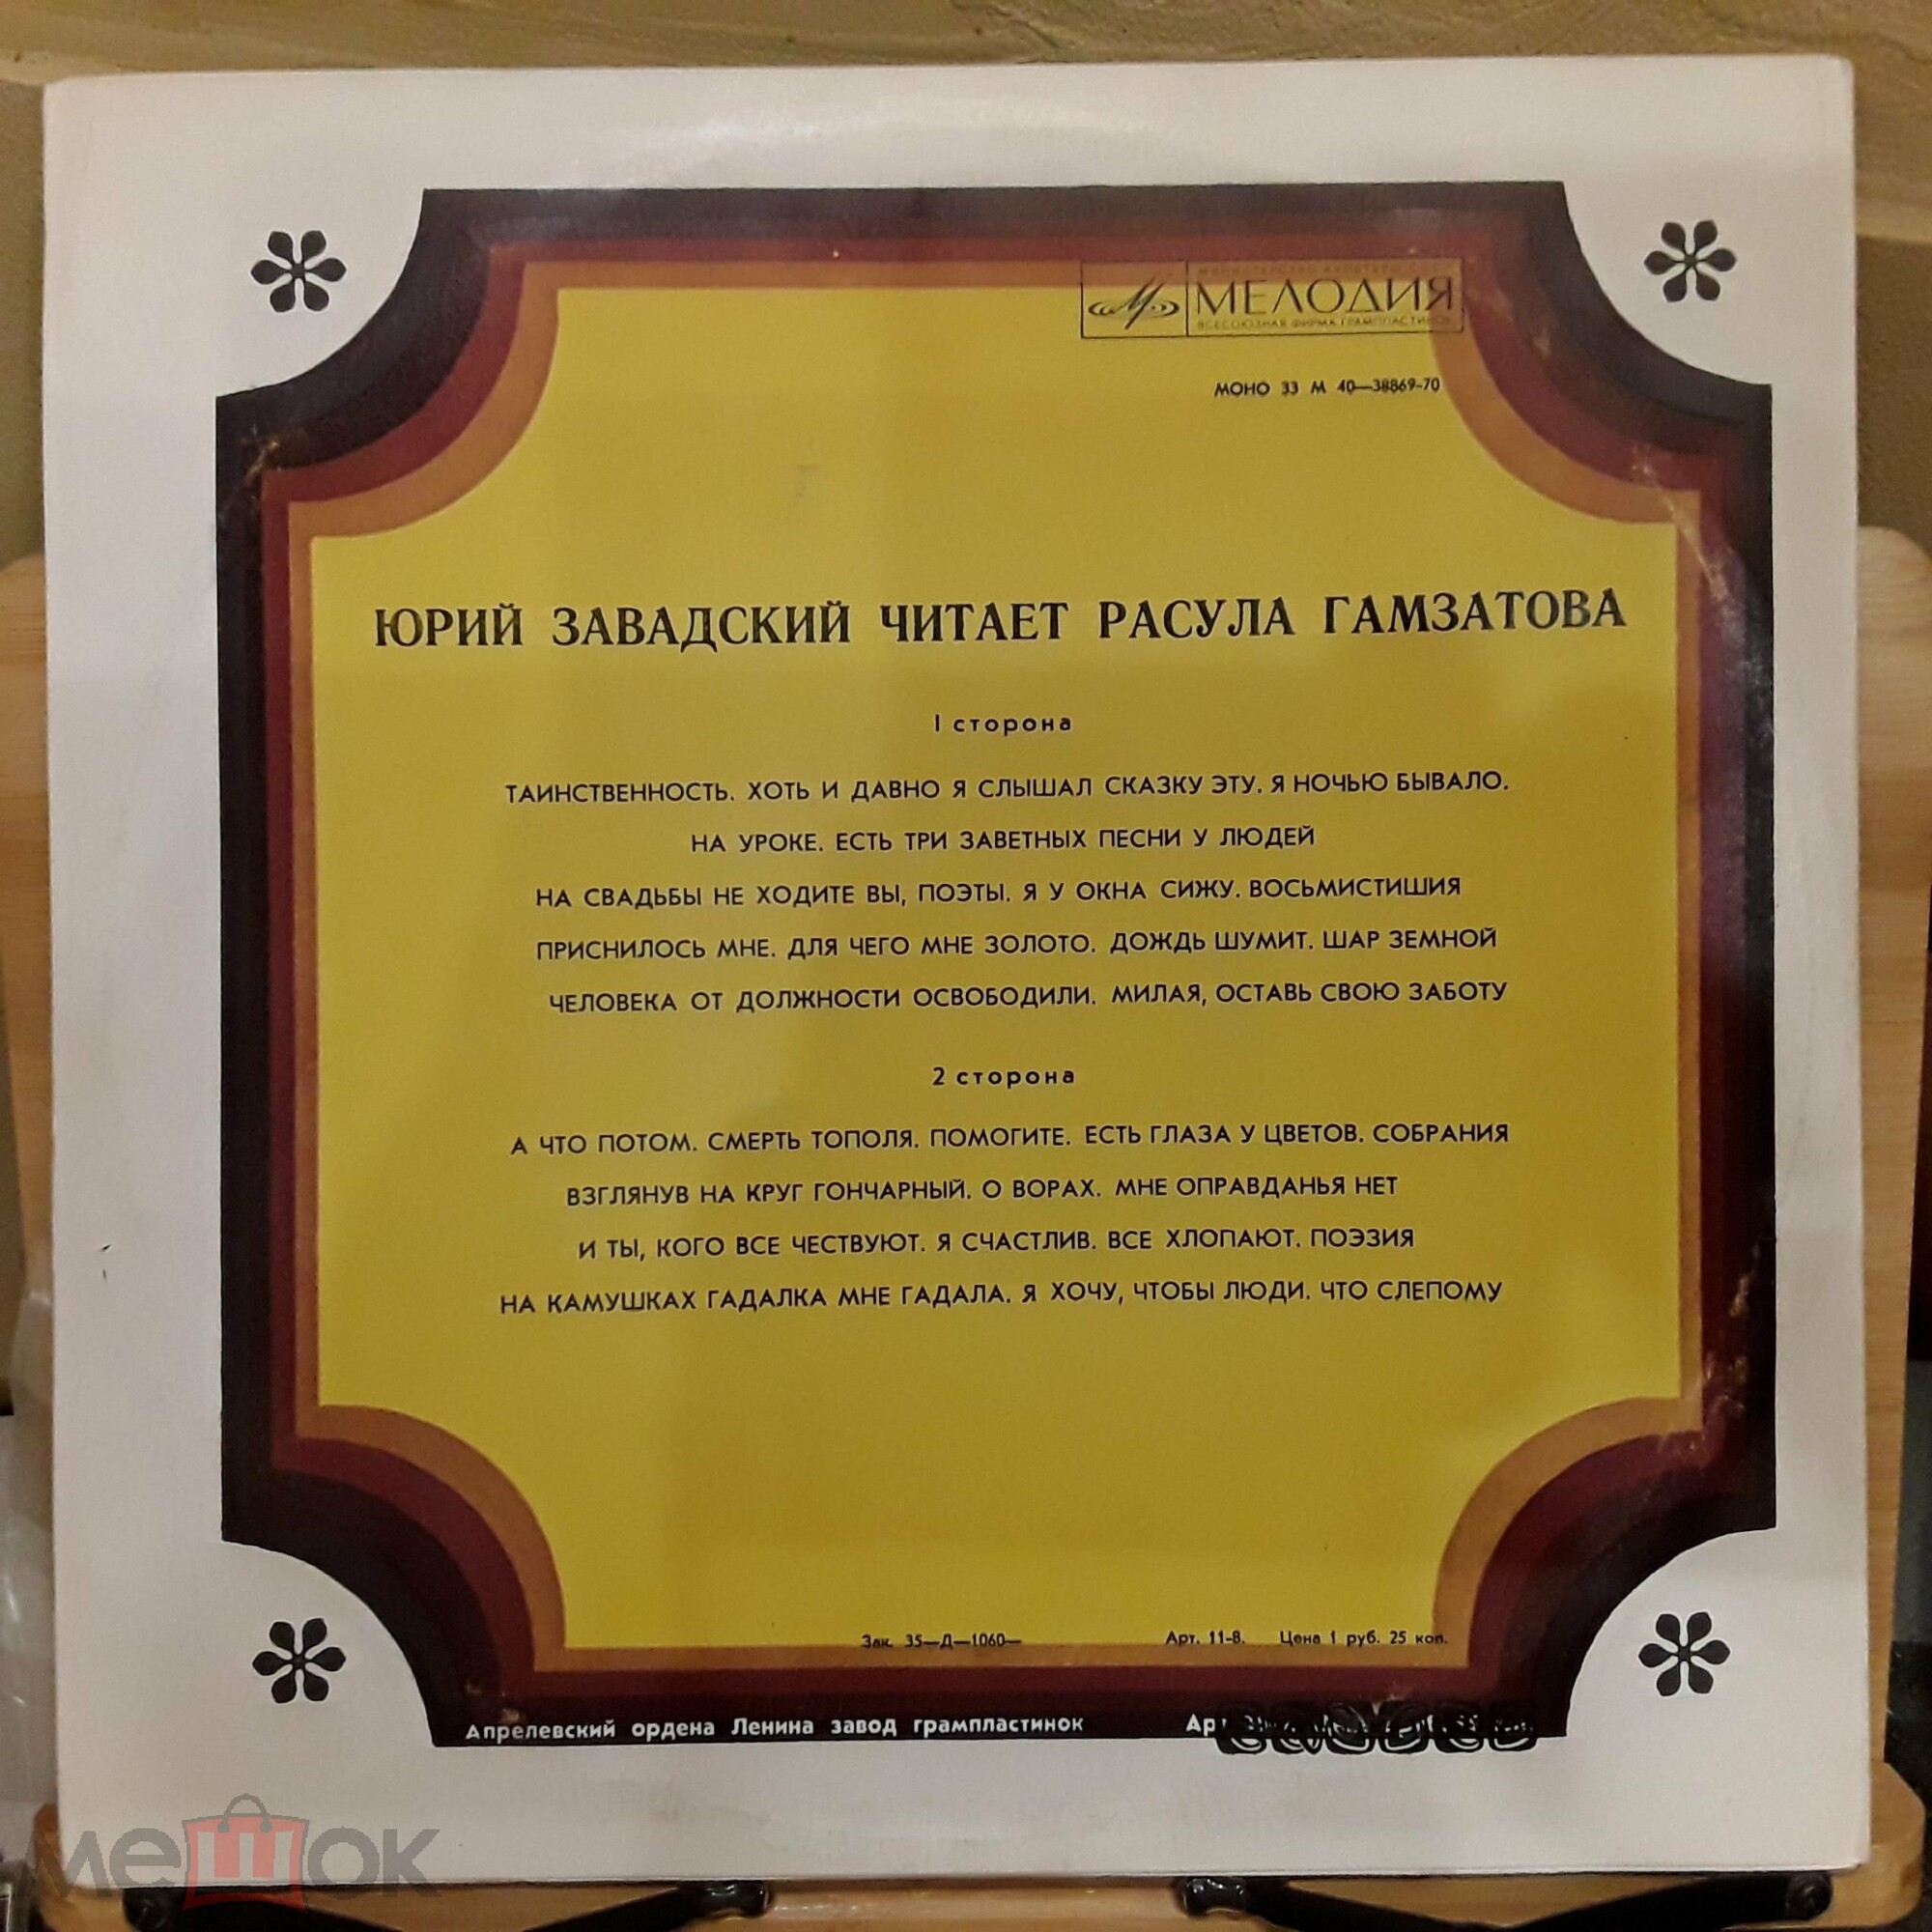 МЕЛОДИЯ
ВСЕСОЮЗНАЯ ФИРМА ГРАМПЛАСТИНОК
МОНО 33 М 40—38869-70
ЮРИЙ ЗАВАДСКИЙ ЧИТАЕТ РАСУЛА ГАМЗАТОВА
I сторона
ТАИНСТВЕННОСТЬ. ХОТЬ И ДАВНО Я СЛЫШАЛ СКАЗКУ ЭТУ. Я НОЧЬЮ БЫВАЛО.
НА УРОКЕ. ЕСТЬ ТРИ ЗАВЕТНЫХ ПЕСНИ У ЛЮДЕЙ
НА СВАДЬБЫ НЕ ХОДИТЕ ВЫ, ПОЭТЫ. Я У ОКНА СИЖУ. ВОСЬМИСТИШИЯ
ПРИСНИЛОСЬ МНЕ. ДЛЯ ЧЕГО МНЕ ЗОЛОТО. ДОЖДЬ ШУМИТ. ШАР ЗЕМНОЙ
ЧЕЛОВЕКА ОТ ДОЛЖНОСТИ ОСВОБОДИЛИ. МИЛАЯ, ОСТАВЬ СВОЮ ЗАБОТУ
2 сторона
А ЧТО ПОТОМ. СМЕРТЬ ТОПОЛЯ. ПОМОГИТЕ. ЕСТЬ ГЛАЗА У ЦВЕТОВ. СОБРАНИЯ
ВЗГЛЯНУВ НА КРУГ ГОНЧАРНЫЙ. О ВОРАХ. МНЕ ОПРАВДАНЬЯ НЕТ
И ТЫ, КОГО ВСЕ ЧЕСТВУЮТ. Я СЧАСТЛИВ. ВСЕ ХЛОПАЮТ. ПОЭЗИЯ
НА КАМУШКАХ ГАДАЛКА МНЕ ГАДАЛА. Я ХОЧУ, ЧТОБЫ ЛЮДИ. ЧТО СЛЕПОМУ
Зак. 35—Д—1060— Арт. 11-8. Цена 1 руб. 25 коп.
Апрелевский ордена Ленина завод грампластинок
мешок